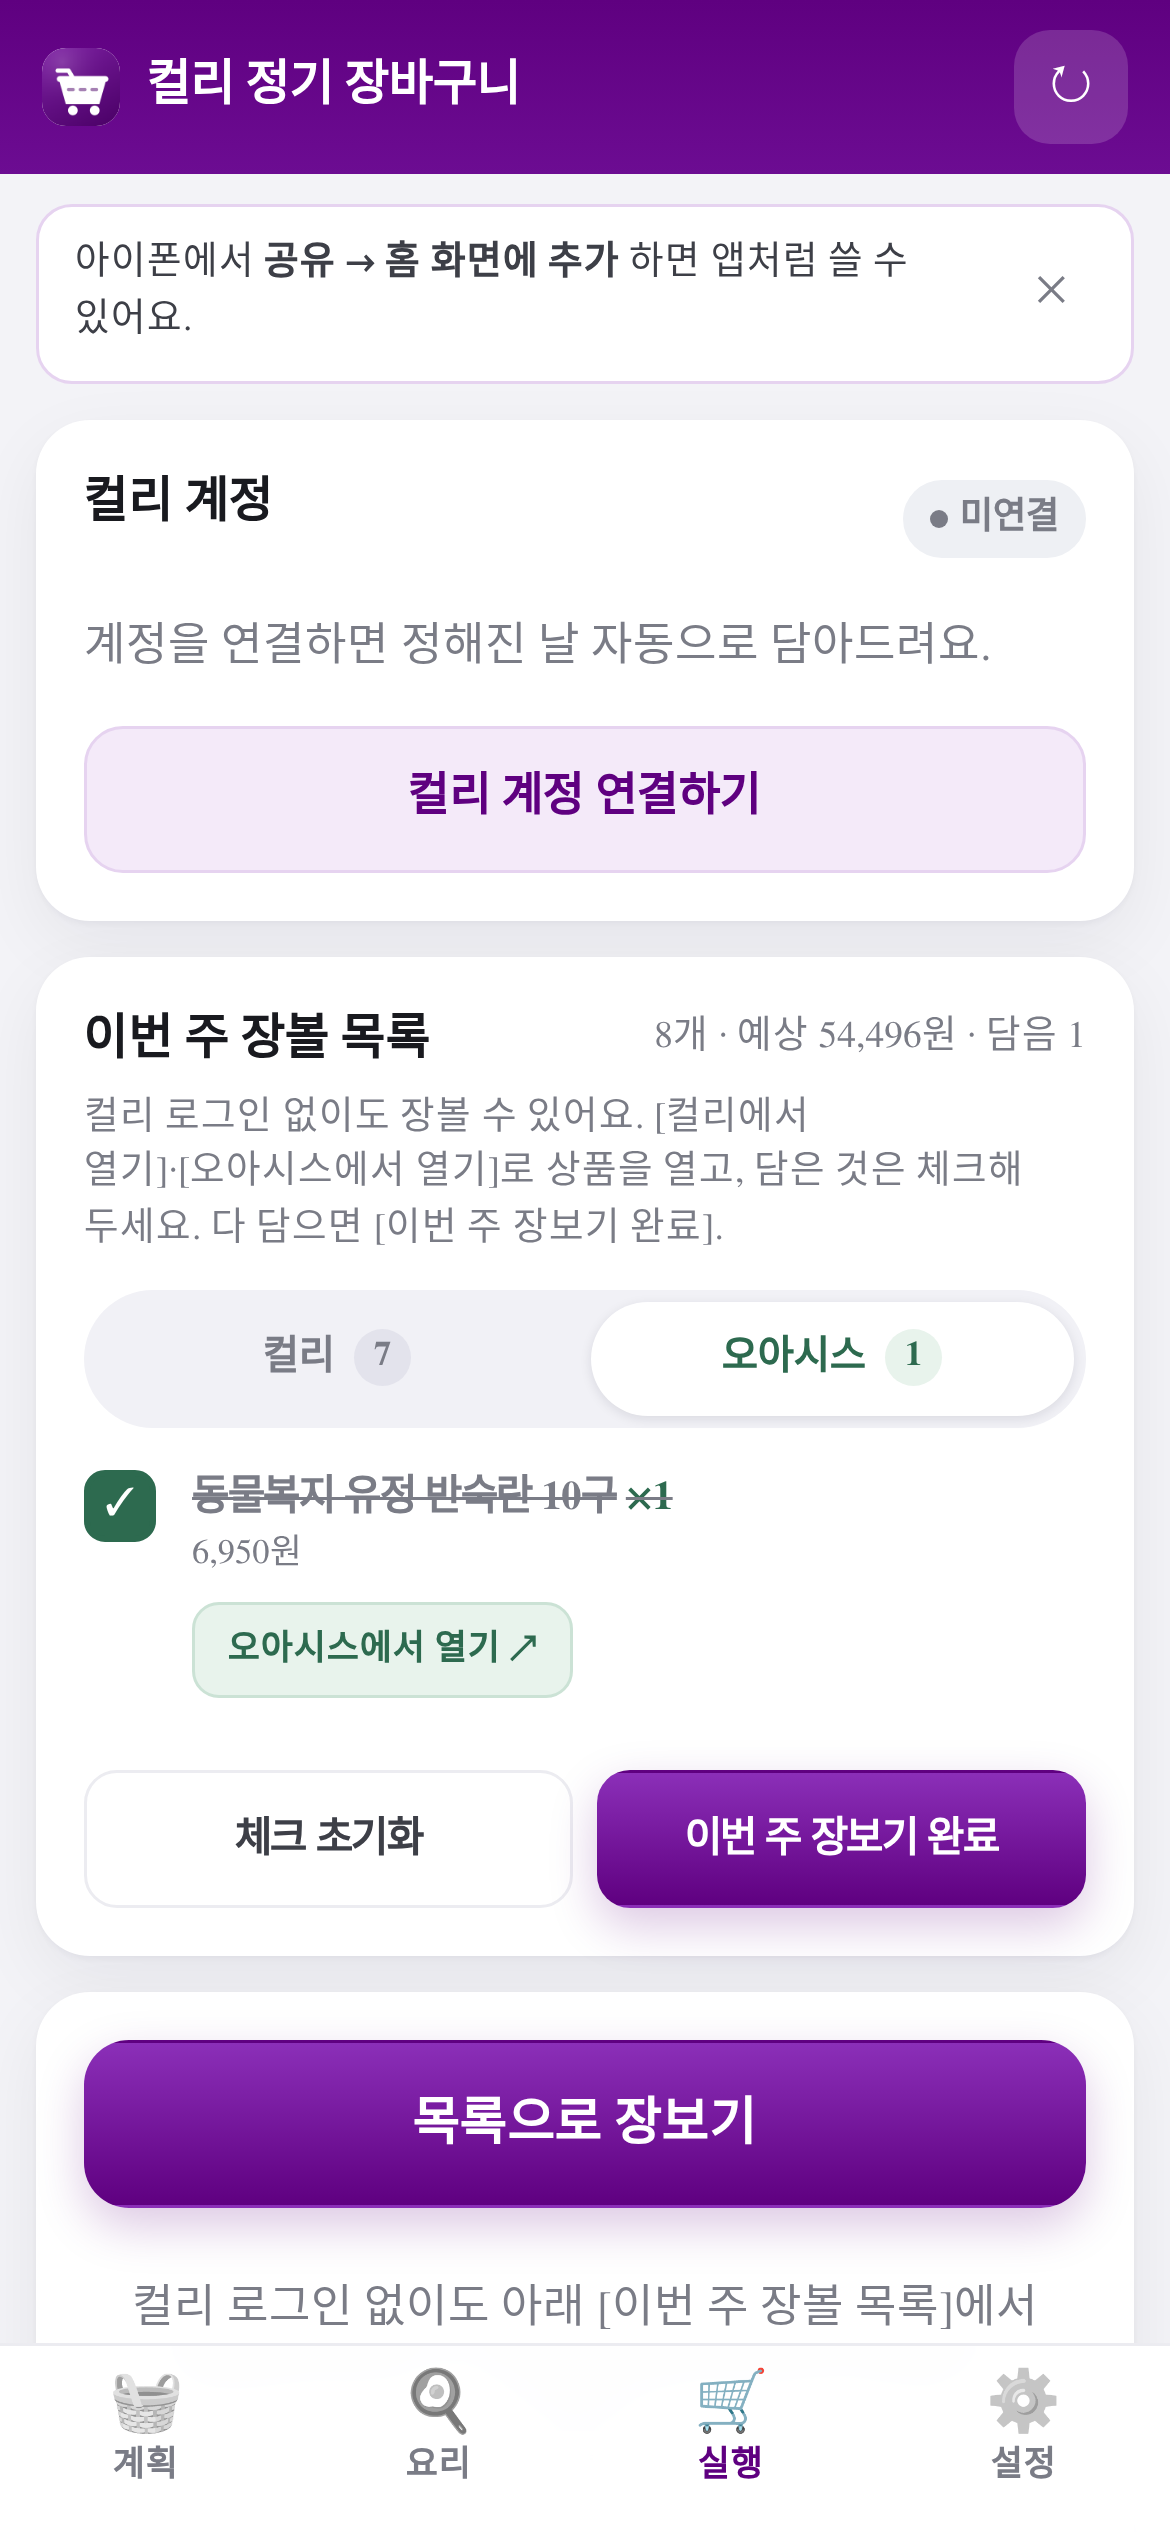 컬리 정기 장바구니
아이폰에서 공유 → 홈 화면에 추가 하면 앱처럼 쓸 수
있어요.
×
컬리 계정
● 미연결
계정을 연결하면 정해진 날 자동으로 담아드려요.
컬리 계정 연결하기
이번 주 장볼 목록
8개 · 예상 54,496원 · 담음 1
컬리 로그인 없이도 장볼 수 있어요. [컬리에서
열기]·[오아시스에서 열기]로 상품을 열고, 담은 것은 체크해
두세요. 다 담으면 [이번 주 장보기 완료].
컬리 7
오아시스 1
✓ 동물복지 유정 반숙란 10구 ×1
6,950원
오아시스에서 열기 ↗
체크 초기화
이번 주 장보기 완료
목록으로 장보기
컬리 로그인 없이도 아래 [이번 주 장볼 목록]에서
계획
요리
실행
설정